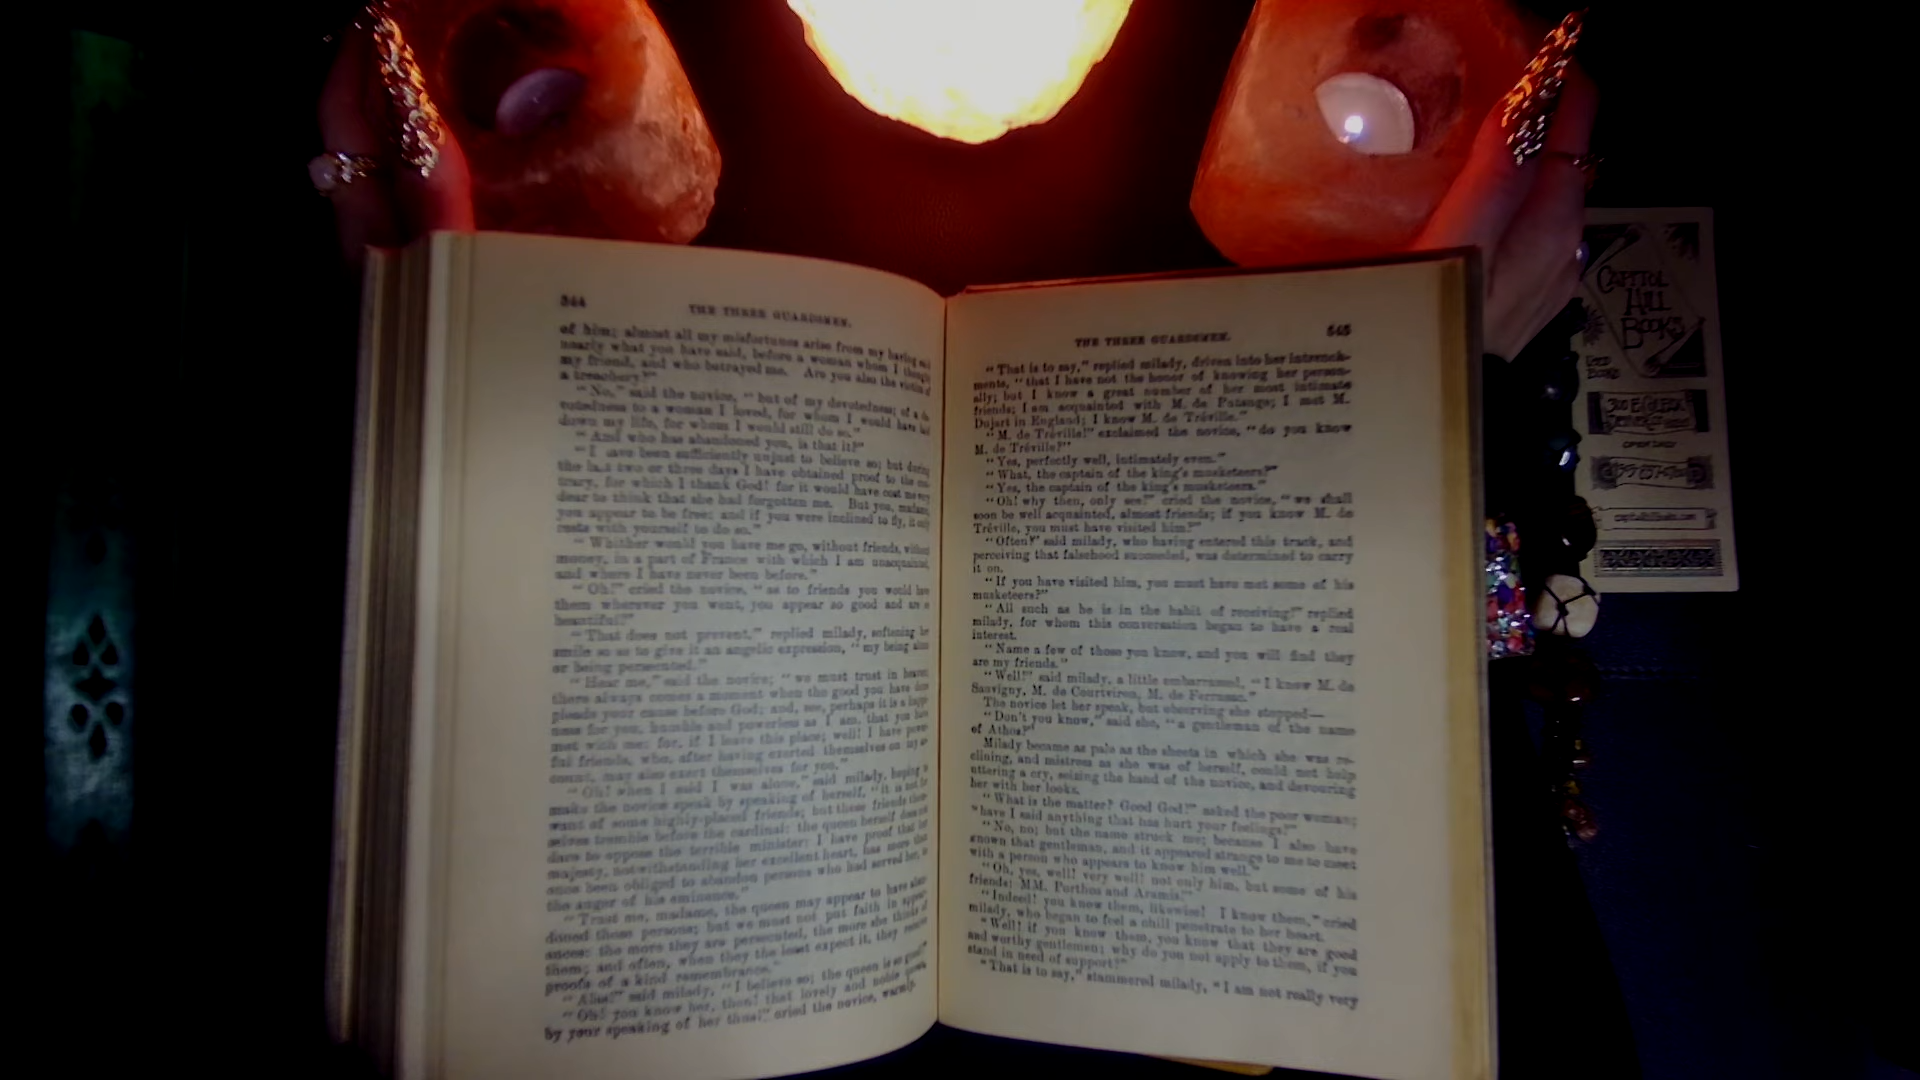 544
THE THREE GUARDSMEN.
of him; almost all my misfortunes arise from my having said
nearly what you have said, before a woman whom I thought
my friend, and who betrayed me. Are you also the victim of
a treachery?"
"No," said the novice, "but of my devotedness; of a de-
votedness to a woman I loved, for whom I would have laid
down my life, for whom I would still do so."
"And who has abandoned you, is that it?"
"I have been sufficiently unjust to believe so; but during
the last two or three days I have obtained proof to the con-
trary, for which I thank God! for it would have cost me very
dear to think that she had forgotten me. But you, madame,
you appear to be free; and if you were inclined to fly, it only
rests with yourself to do so."
"Whither would you have me go, without friends, without
money, in a part of France with which I am unacquainted,
and where I have never been before."
"Oh!" cried the novice, "as to friends you would have
them wherever you went, you appear so good and are so
beautiful?"
"That does not prevent," replied milady, softening her
smile so as to give it an angelic expression, "my being alone
or being persecuted."
"Hear me," said the novice; "we must trust in heaven;
there always comes a moment when the good you have done
pleads your cause before God; and, see, perhaps it is a happi-
ness for you, humble and powerless as I am, that you have
met with me: for, if I leave this place; well! I have power-
ful friends, who, after having exerted themselves on my ac-
count, may also exert themselves for you."
"Oh! when I said I was alone," said milady, hoping to
make the novice speak by speaking of herself, "it is not for
want of some highly-placed friends; but these friends them-
selves tremble before the cardinal: the queen herself does not
dare to oppose the terrible minister: I have proof that her
majesty, notwithstanding her excellent heart, has more than
once been obliged to abandon persons who had served her, to
the anger of his eminence."
"Trust me, madame, the queen may appear to have aban-
doned those persons; but we must not put faith in appear-
ances: the more they are persecuted, the more she thinks of
them; and often, when they the least expect it, they receive
proofs of a kind remembrance."
"Alas!" said milady, "I believe so; the queen is so good!"
"Oh! you know her, then! that lovely and noble queen,
by your speaking of her thus!" cried the novice, warmly.
THE THREE GUARDSMEN.
545
"That is to say," replied milady, driven into her intrench-
ments, "that I have not the honor of knowing her person-
ally; but I know a great number of her most intimate
friends; I am acquainted with M. de Putange; I met M.
Dujart in England; I know M. de Tréville."
"M. de Tréville!" exclaimed the novice, "do you know
M. de Tréville?"
"Yes, perfectly well, intimately even."
"What, the captain of the king's musketeers?"
"Yes, the captain of the king's musketeers."
"Oh! why then, only see!" cried the novice, "we shall
soon be well acquainted, almost friends; if you know M. de
Tréville, you must have visited him?"
"Often!" said milady, who having entered this track, and
perceiving that falsehood succeeded, was determined to carry
it on.
"If you have visited him, you must have met some of his
musketeers?"
"All such as he is in the habit of receiving!" replied
milady, for whom this conversation began to have a real
interest.
"Name a few of those you know, and you will find they
are my friends."
"Well!" said milady, a little embarrassed, "I know M. de
Sauvigny, M. de Courtivron, M. de Ferussac."
The novice let her speak, but observing she stopped—
"Don't you know," said she, "a gentleman of the name
of Athos?"
Milady became as pale as the sheets in which she was re-
clining, and mistress as she was of herself, could not help
uttering a cry, seizing the hand of the novice, and devouring
her with her looks.
"What is the matter? Good God!" asked the poor woman;
"have I said anything that has hurt your feelings?"
"No, no; but the name struck me; because I also have
known that gentleman, and it appeared strange to me to meet
with a person who appears to know him well."
"Oh, yes, well! very well! not only him, but some of his
friends: MM. Porthos and Aramis."
"Indeed! you know them, likewise! I know them," cried
milady, who began to feel a chill penetrate to her heart.
"Well! if you know them, you know that they are good
and worthy gentlemen; why do you not apply to them, if you
stand in need of support?"
"That is to say," stammered milady, "I am not really very
CAPITOL
HILL
BOOKS
USED
BOOKS
300 E. COLFAX
OPEN DAILY
capitolhillbooks.com